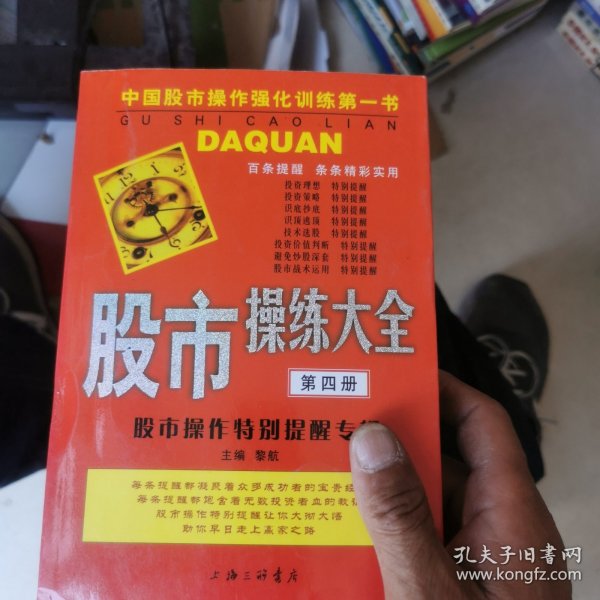 中国股市操作强化训练第一书
GU SHI CAO LIAN
DAQUAN
百条提醒 条条精彩实用
投资理想 特别提醒
投资策略 特别提醒
识底抄底 特别提醒
识顶逃顶 特别提醒
技术选股 特别提醒
投资价值判断 特别提醒
避免炒股深套 特别提醒
股市战术运用 特别提醒
股市操练大全
第四册
股市操作特别提醒专
主编 黎航
每条提醒都凝聚着众多成功者的宝贵经
每条提醒都饱含着无数投资者血的教
股市操作特别提醒让你大彻大悟
助你早日走上赢家之路
上海三联书店
孔夫子旧书网
www.kongfz.com